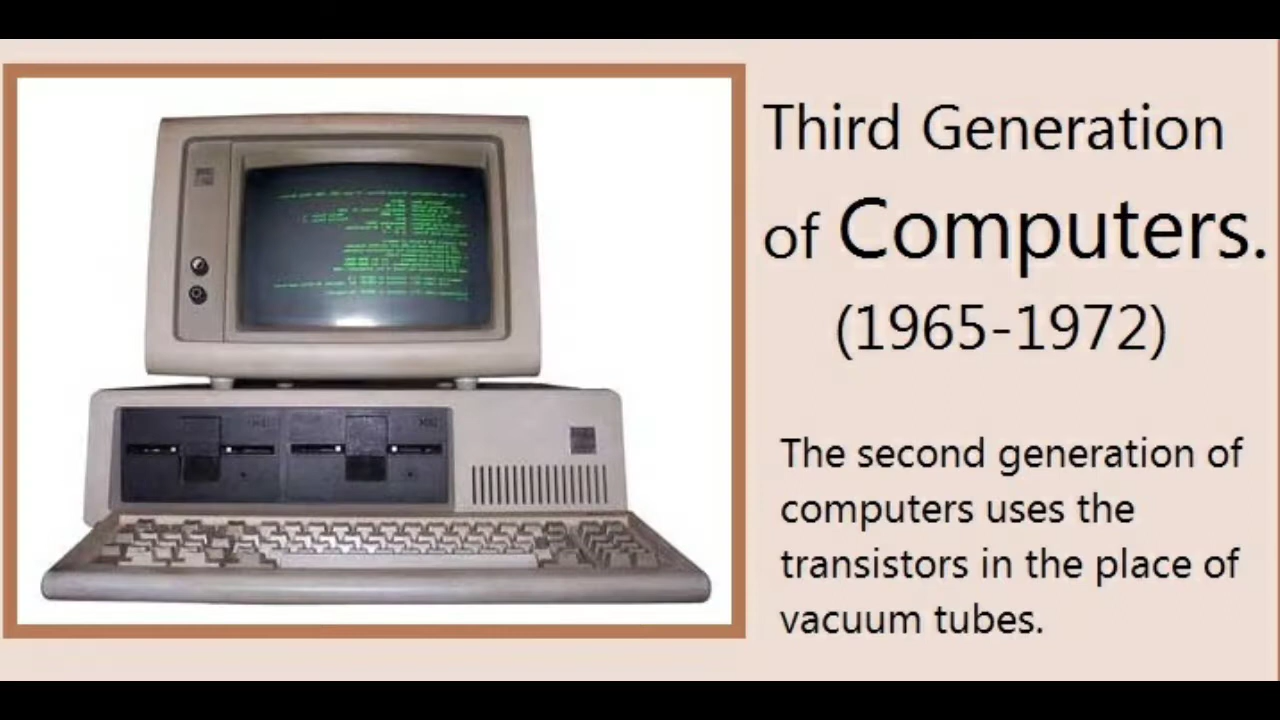 Third Generation
of Computers.
(1965-1972)
The second generation of
computers uses the
transistors in the place of
vacuum tubes.